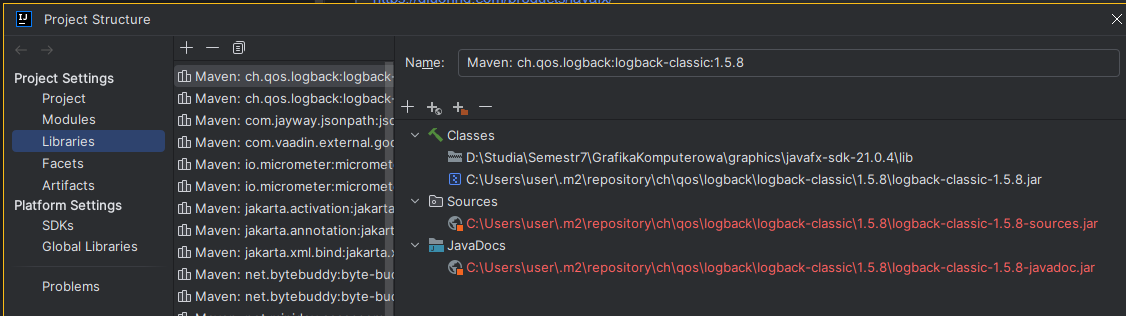 Project Structure
Project Settings
Project
Modules
Libraries
Facets
Artifacts
Platform Settings
SDKs
Global Libraries
Problems
Maven: ch.qos.logback:logback-
Maven: ch.qos.logback:logback-
Maven: com.jayway.jsonpath:jso
Maven: com.vaadin.external.goo
Maven: io.micrometer:micromete
Maven: io.micrometer:micromete
Maven: jakarta.activation:jakarta
Maven: jakarta.annotation:jakarta
Maven: jakarta.xml.bind:jakarta.x
Maven: net.bytebuddy:byte-bud
Maven: net.bytebuddy:byte-bud
Name: Maven: ch.qos.logback:logback-classic:1.5.8
Classes
D:\Studia\Semestr7\GrafikaKomputerowa\graphics\javafx-sdk-21.0.4\lib
C:\Users\user\.m2\repository\ch\qos\logback\logback-classic\1.5.8\logback-classic-1.5.8.jar
Sources
C:\Users\user\.m2\repository\ch\qos\logback\logback-classic\1.5.8\logback-classic-1.5.8-sources.jar
JavaDocs
C:\Users\user\.m2\repository\ch\qos\logback\logback-classic\1.5.8\logback-classic-1.5.8-javadoc.jar